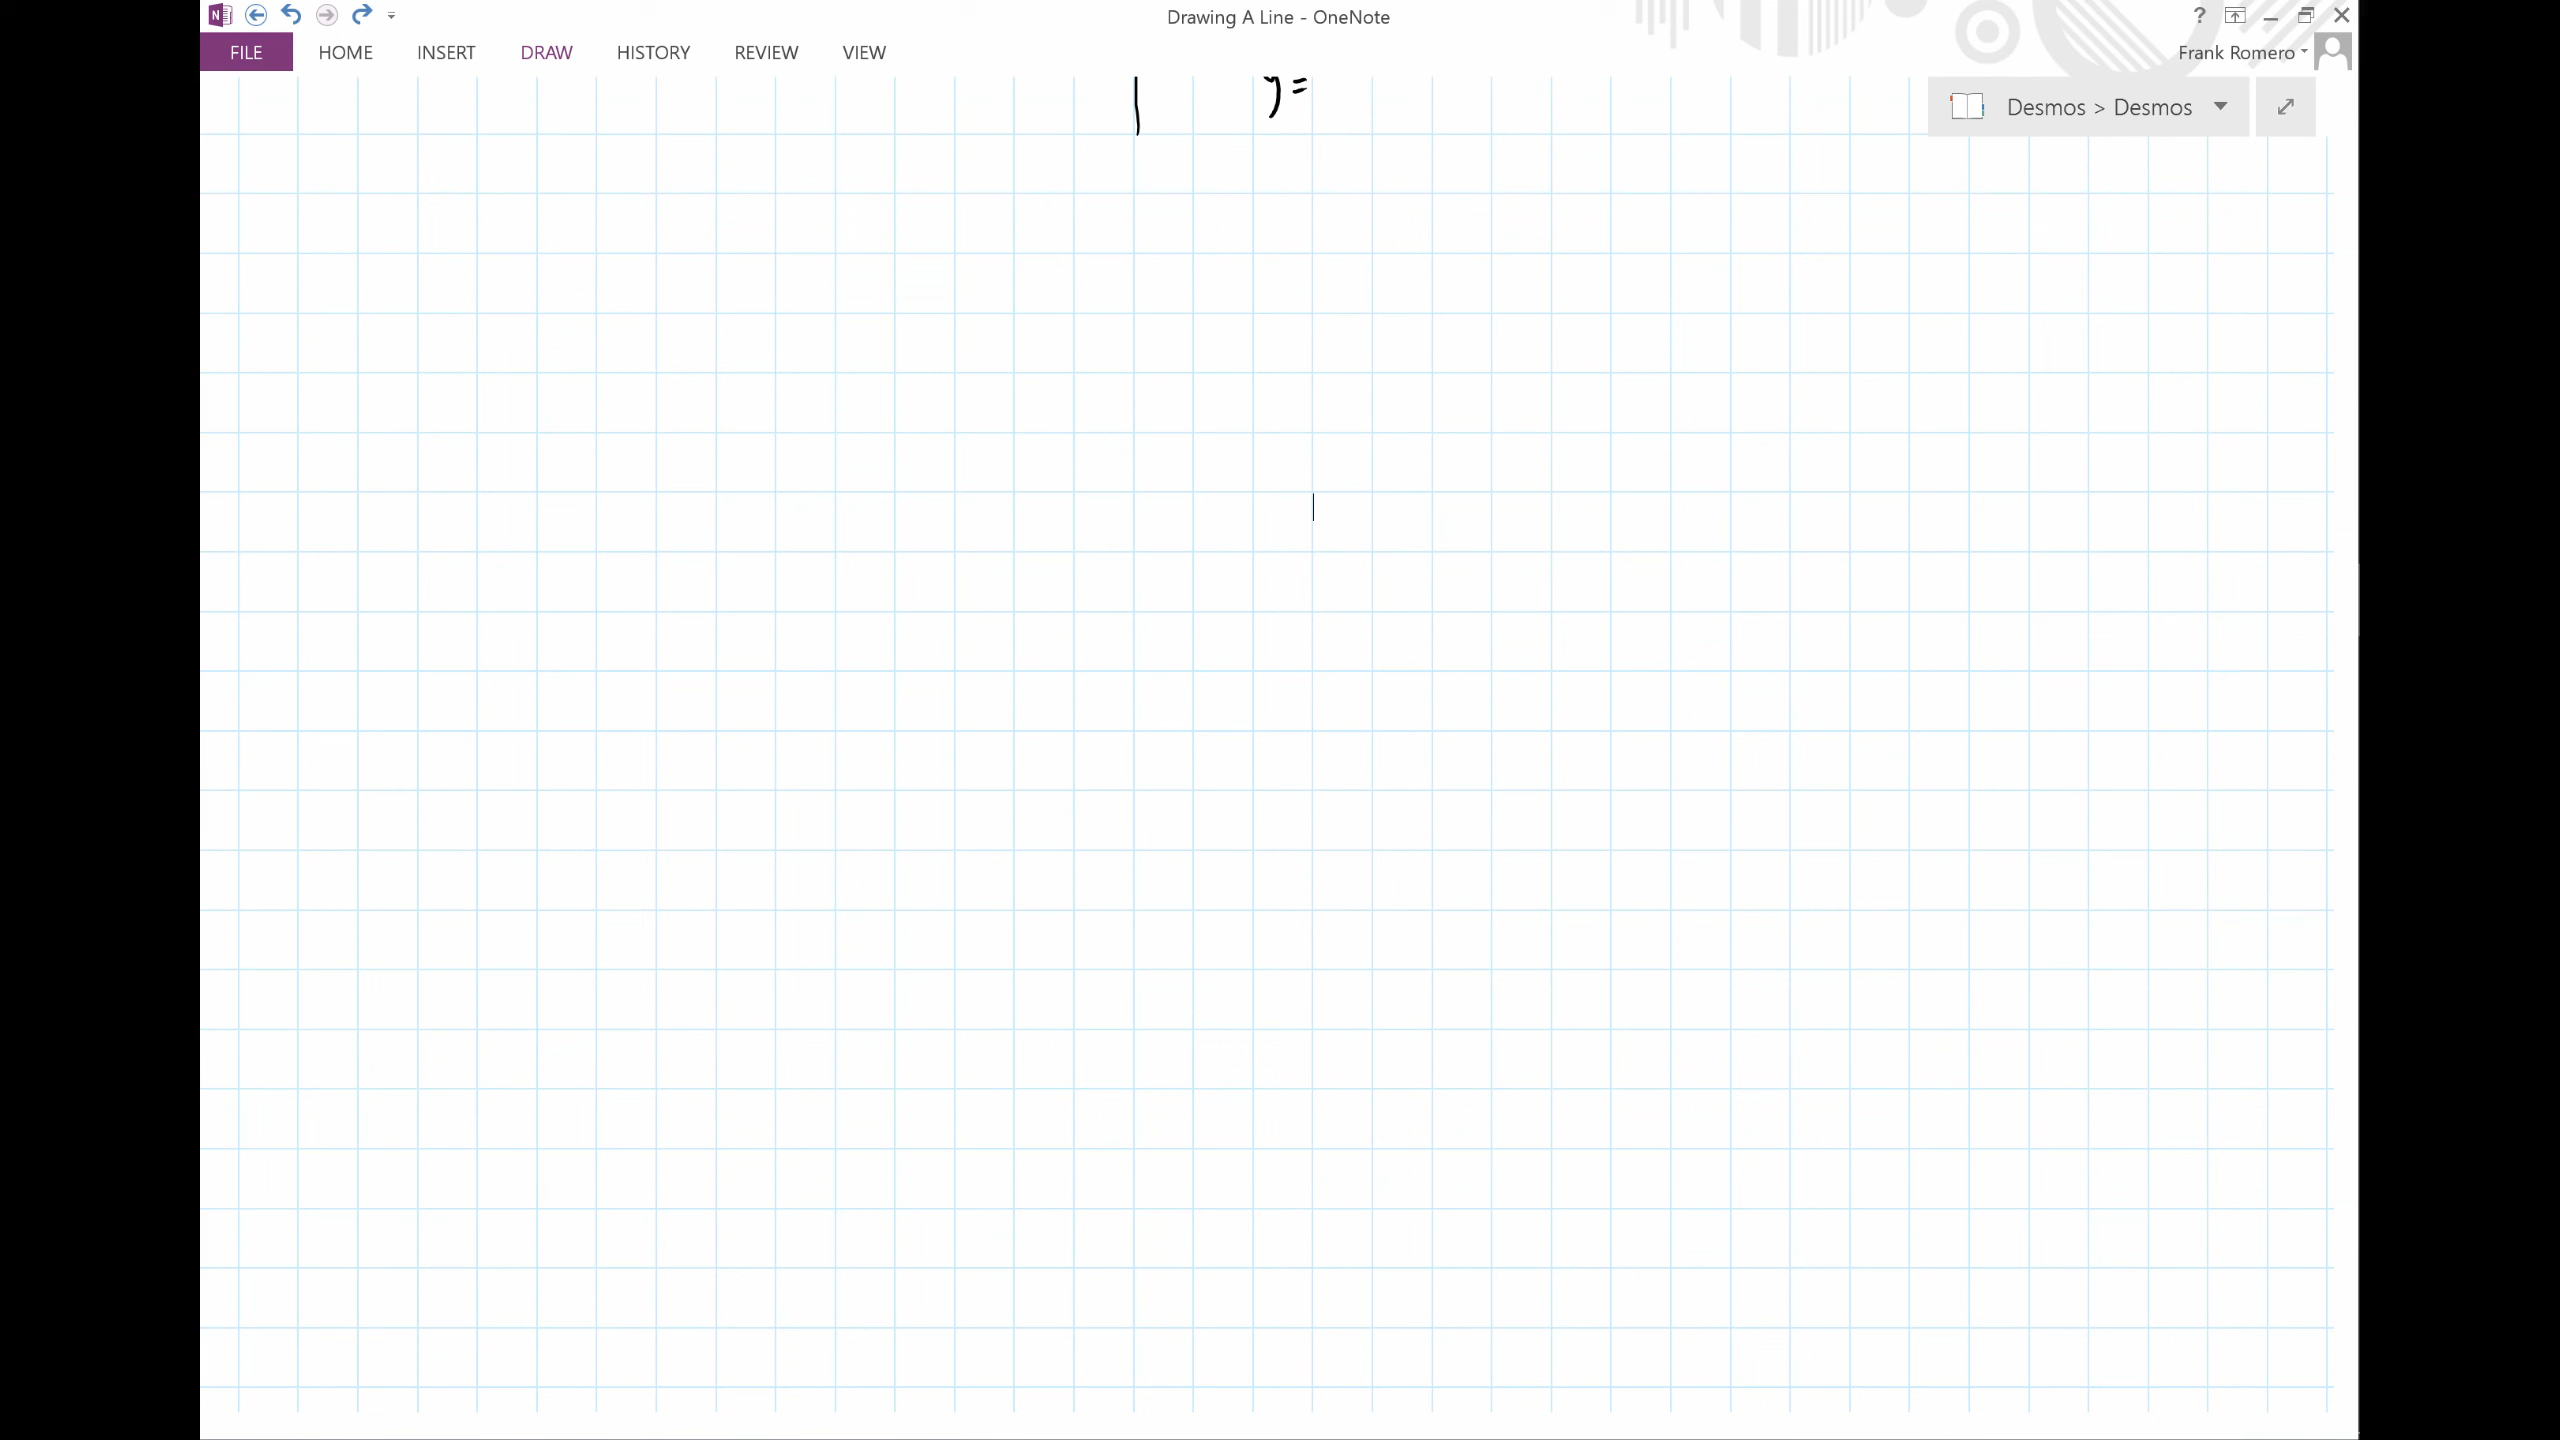 Drawing A Line - OneNote
?
FILE HOME INSERT DRAW HISTORY REVIEW VIEW
Frank Romero
y=
Desmos > Desmos